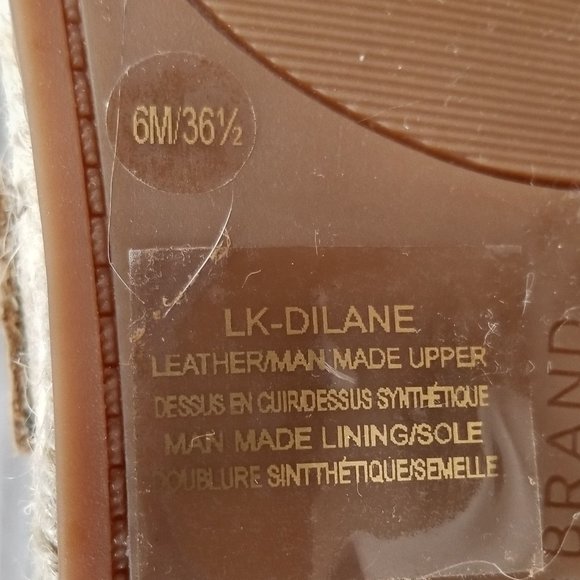 6M/36½
LK-DILANE
LEATHER/MAN MADE UPPER
DESSUS EN CUIR/DESSUS SYNTHÉTIQUE
MAN MADE LINING/SOLE
DOUBLURE SINTTHÉTIQUE/SEMELLE
BRAND